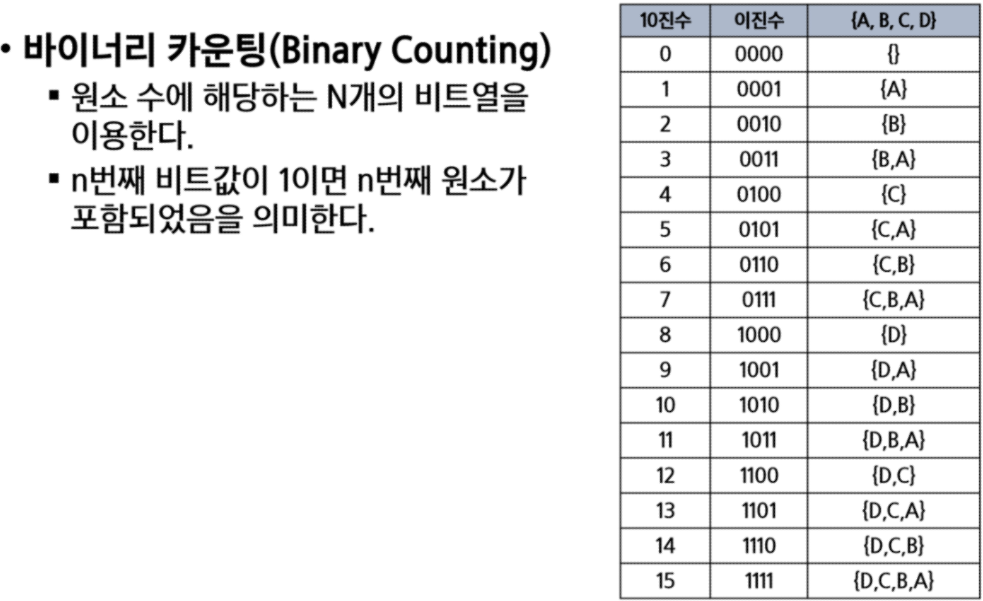 • 바이너리 카운팅(Binary Counting)
▪ 원소 수에 해당하는 N개의 비트열을
이용한다.
▪ n번째 비트값이 1이면 n번째 원소가
포함되었음을 의미한다.
10진수 이진수 {A, B, C, D}
0 0000 {}
1 0001 {A}
2 0010 {B}
3 0011 {B,A}
4 0100 {C}
5 0101 {C,A}
6 0110 {C,B}
7 0111 {C,B,A}
8 1000 {D}
9 1001 {D,A}
10 1010 {D,B}
11 1011 {D,B,A}
12 1100 {D,C}
13 1101 {D,C,A}
14 1110 {D,C,B}
15 1111 {D,C,B,A}